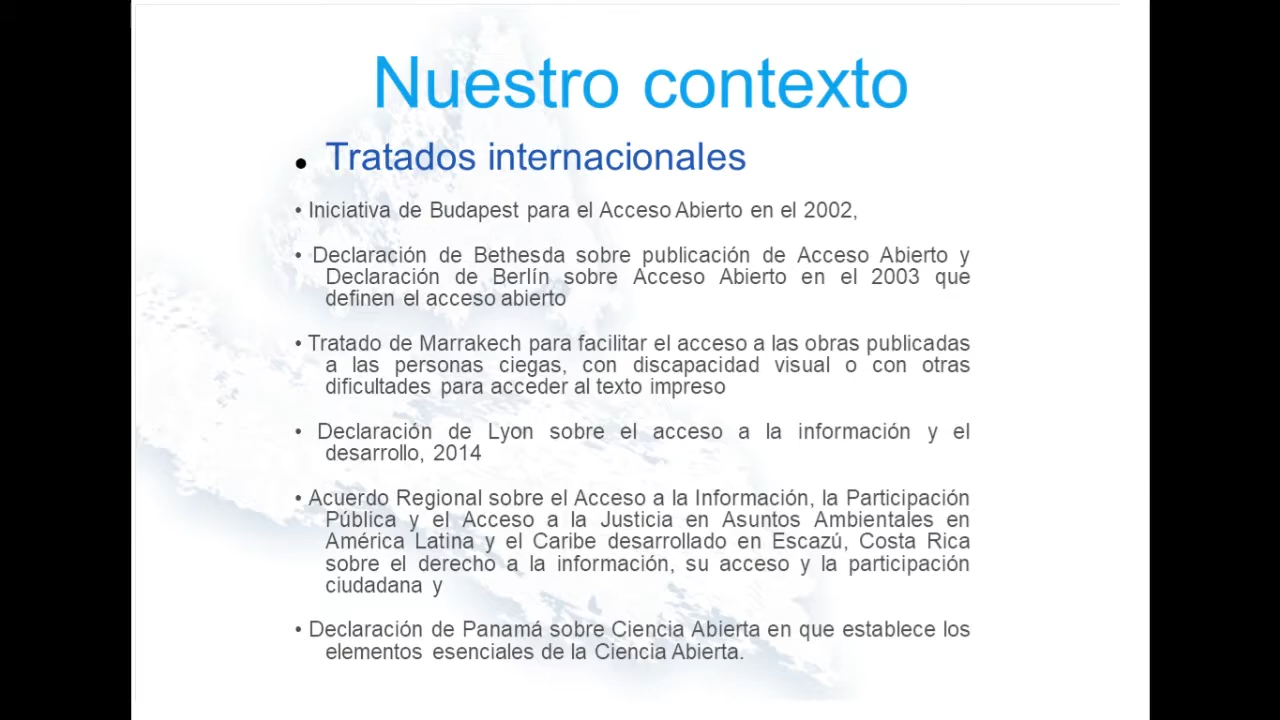 Nuestro contexto
• Tratados internacionales
• Iniciativa de Budapest para el Acceso Abierto en el 2002,
• Declaración de Bethesda sobre publicación de Acceso Abierto y
Declaración de Berlín sobre Acceso Abierto en el 2003 que
definen el acceso abierto
• Tratado de Marrakech para facilitar el acceso a las obras publicadas
a las personas ciegas, con discapacidad visual o con otras
dificultades para acceder al texto impreso
• Declaración de Lyon sobre el acceso a la información y el
desarrollo, 2014
• Acuerdo Regional sobre el Acceso a la Información, la Participación
Pública y el Acceso a la Justicia en Asuntos Ambientales en
América Latina y el Caribe desarrollado en Escazú, Costa Rica
sobre el derecho a la información, su acceso y la participación
ciudadana y
• Declaración de Panamá sobre Ciencia Abierta en que establece los
elementos esenciales de la Ciencia Abierta.